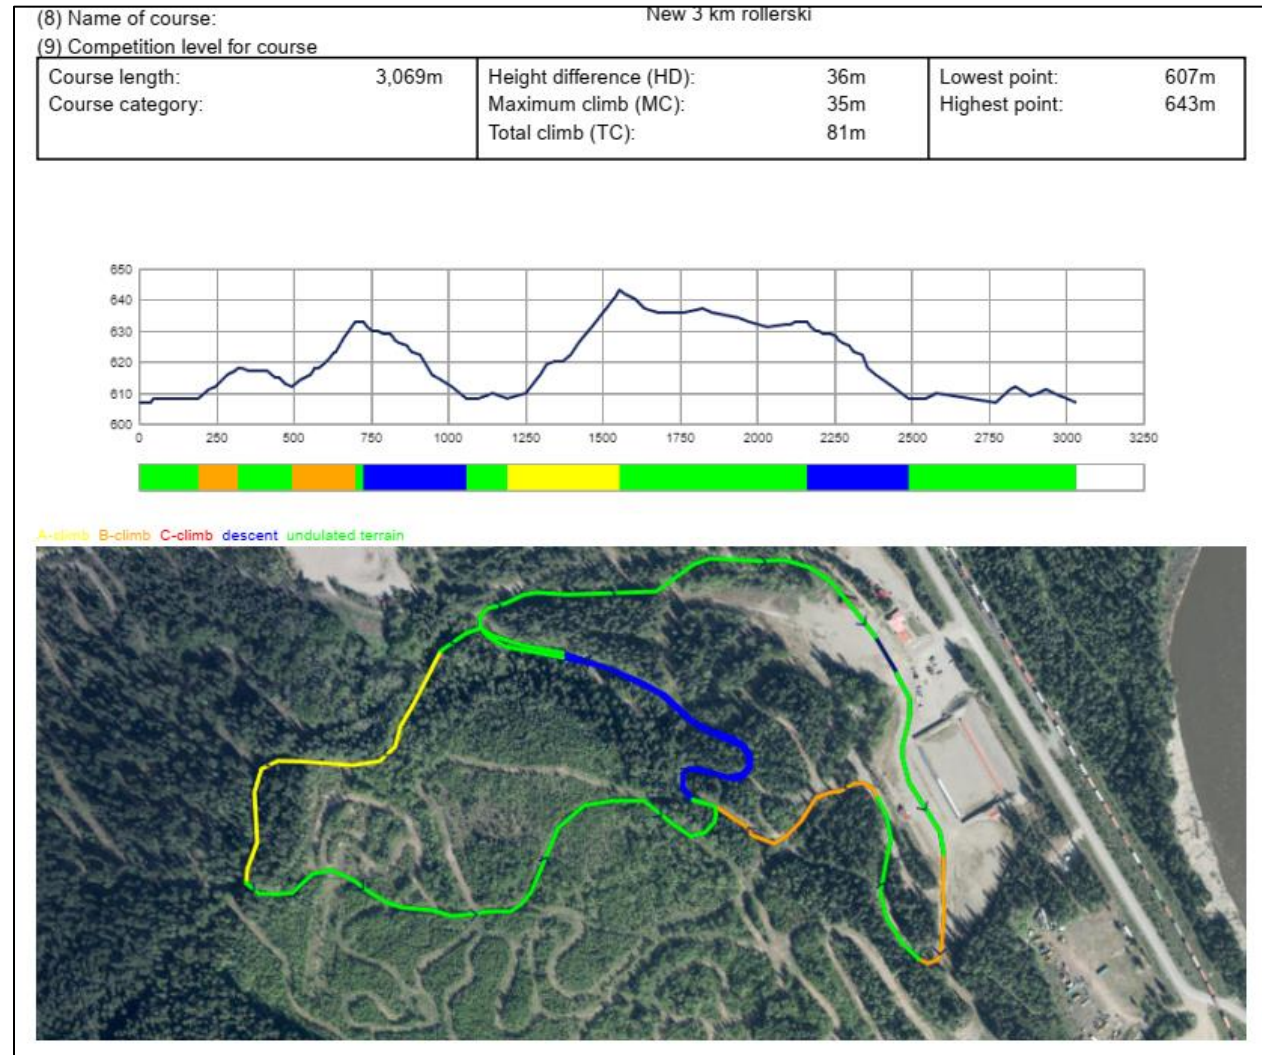 (8) Name of course: New 3 km rollerski
(9) Competition level for course
Course length: 3,069m Height difference (HD): 36m Lowest point: 607m
Course category: Maximum climb (MC): 35m Highest point: 643m
Total climb (TC): 81m
650
640
630
620
610
600
0 250 500 750 1000 1250 1500 1750 2000 2250 2500 2750 3000 3250
A-climb B-climb C-climb descent undulated terrain